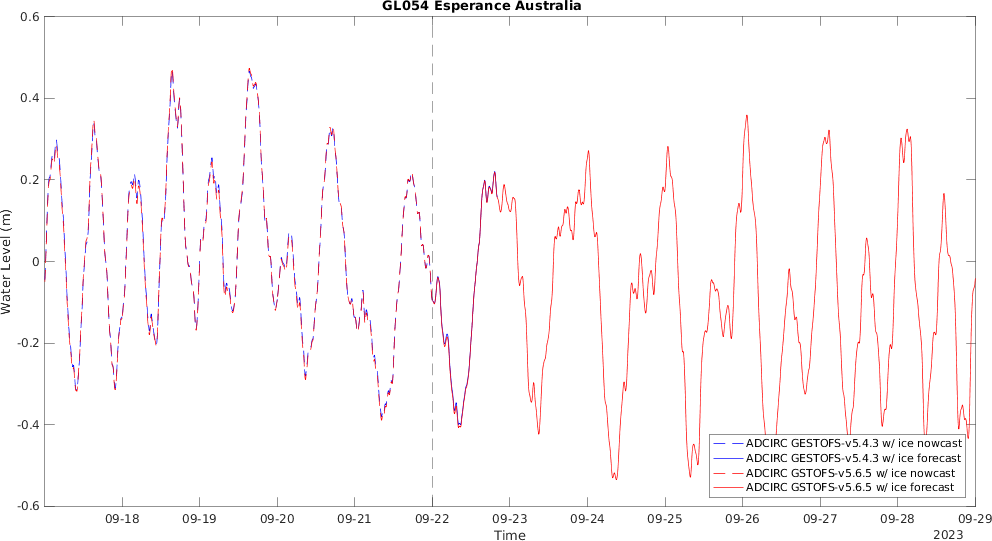 GL054 Esperance Australia
0.6
0.4
0.2
0
-0.2
-0.4
-0.6
Water Level (m)
ADCIRC GESTOFS-v5.4.3 w/ ice nowcast
ADCIRC GESTOFS-v5.4.3 w/ ice forecast
ADCIRC GSTOFS-v5.6.5 w/ ice nowcast
ADCIRC GSTOFS-v5.6.5 w/ ice forecast
09-18 09-19 09-20 09-21 09-22 09-23 09-24 09-25 09-26 09-27 09-28 09-29
Time
2023